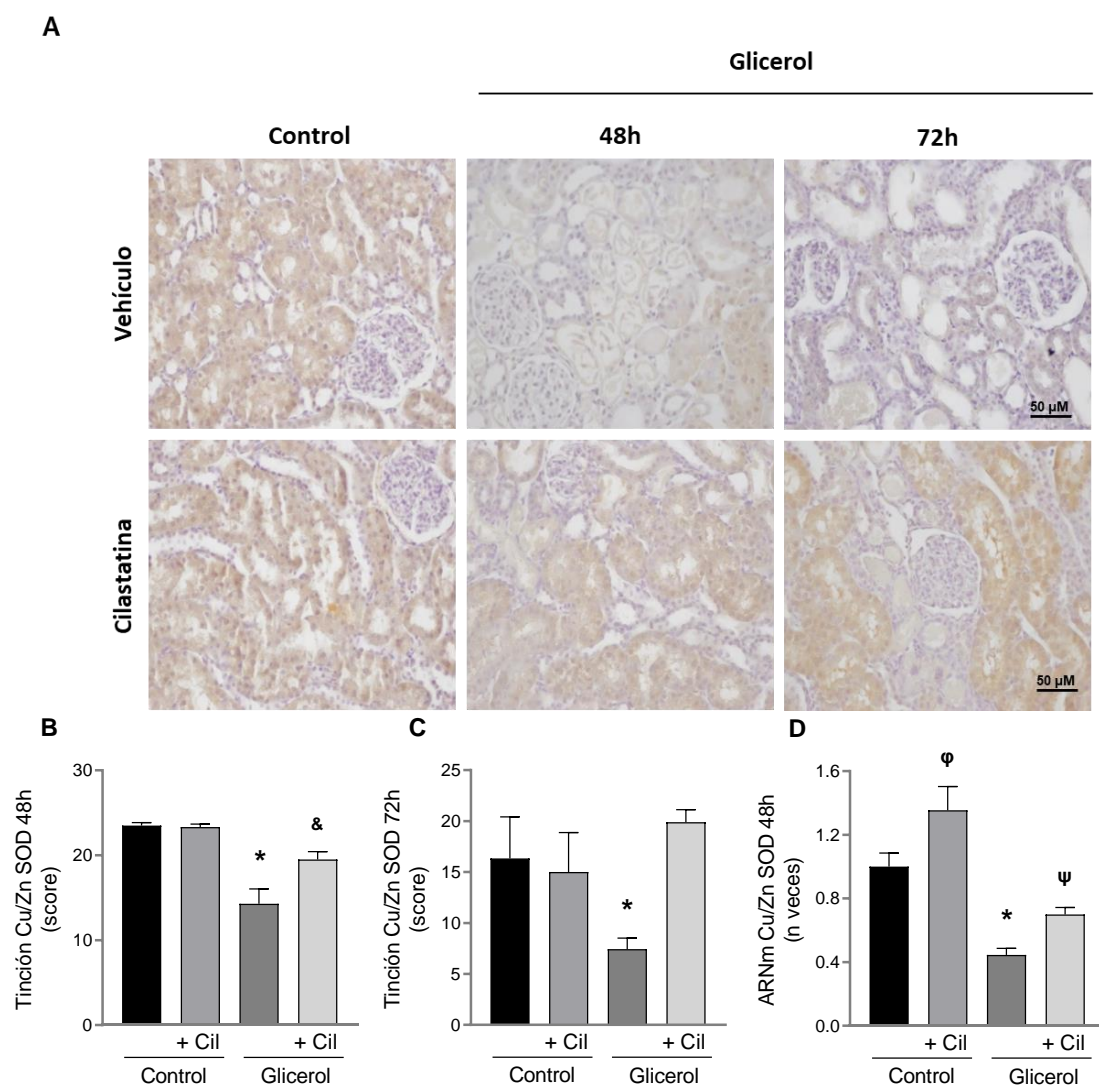 A
Glicerol
Control
48h
72h
Vehículo
50 µM
Cilastatina
50 µM
B
Tinción Cu/Zn SOD 48h
(score)
30
20
10
0
*
&
+ Cil
+ Cil
Control
Glicerol
C
Tinción Cu/Zn SOD 72h
(score)
25
20
15
10
5
0
*
+ Cil
+ Cil
Control
Glicerol
D
ARNm Cu/Zn SOD 48h
(n veces)
1.6
1.2
0.8
0.4
0.0
φ
*
ψ
+ Cil
+ Cil
Control
Glicerol